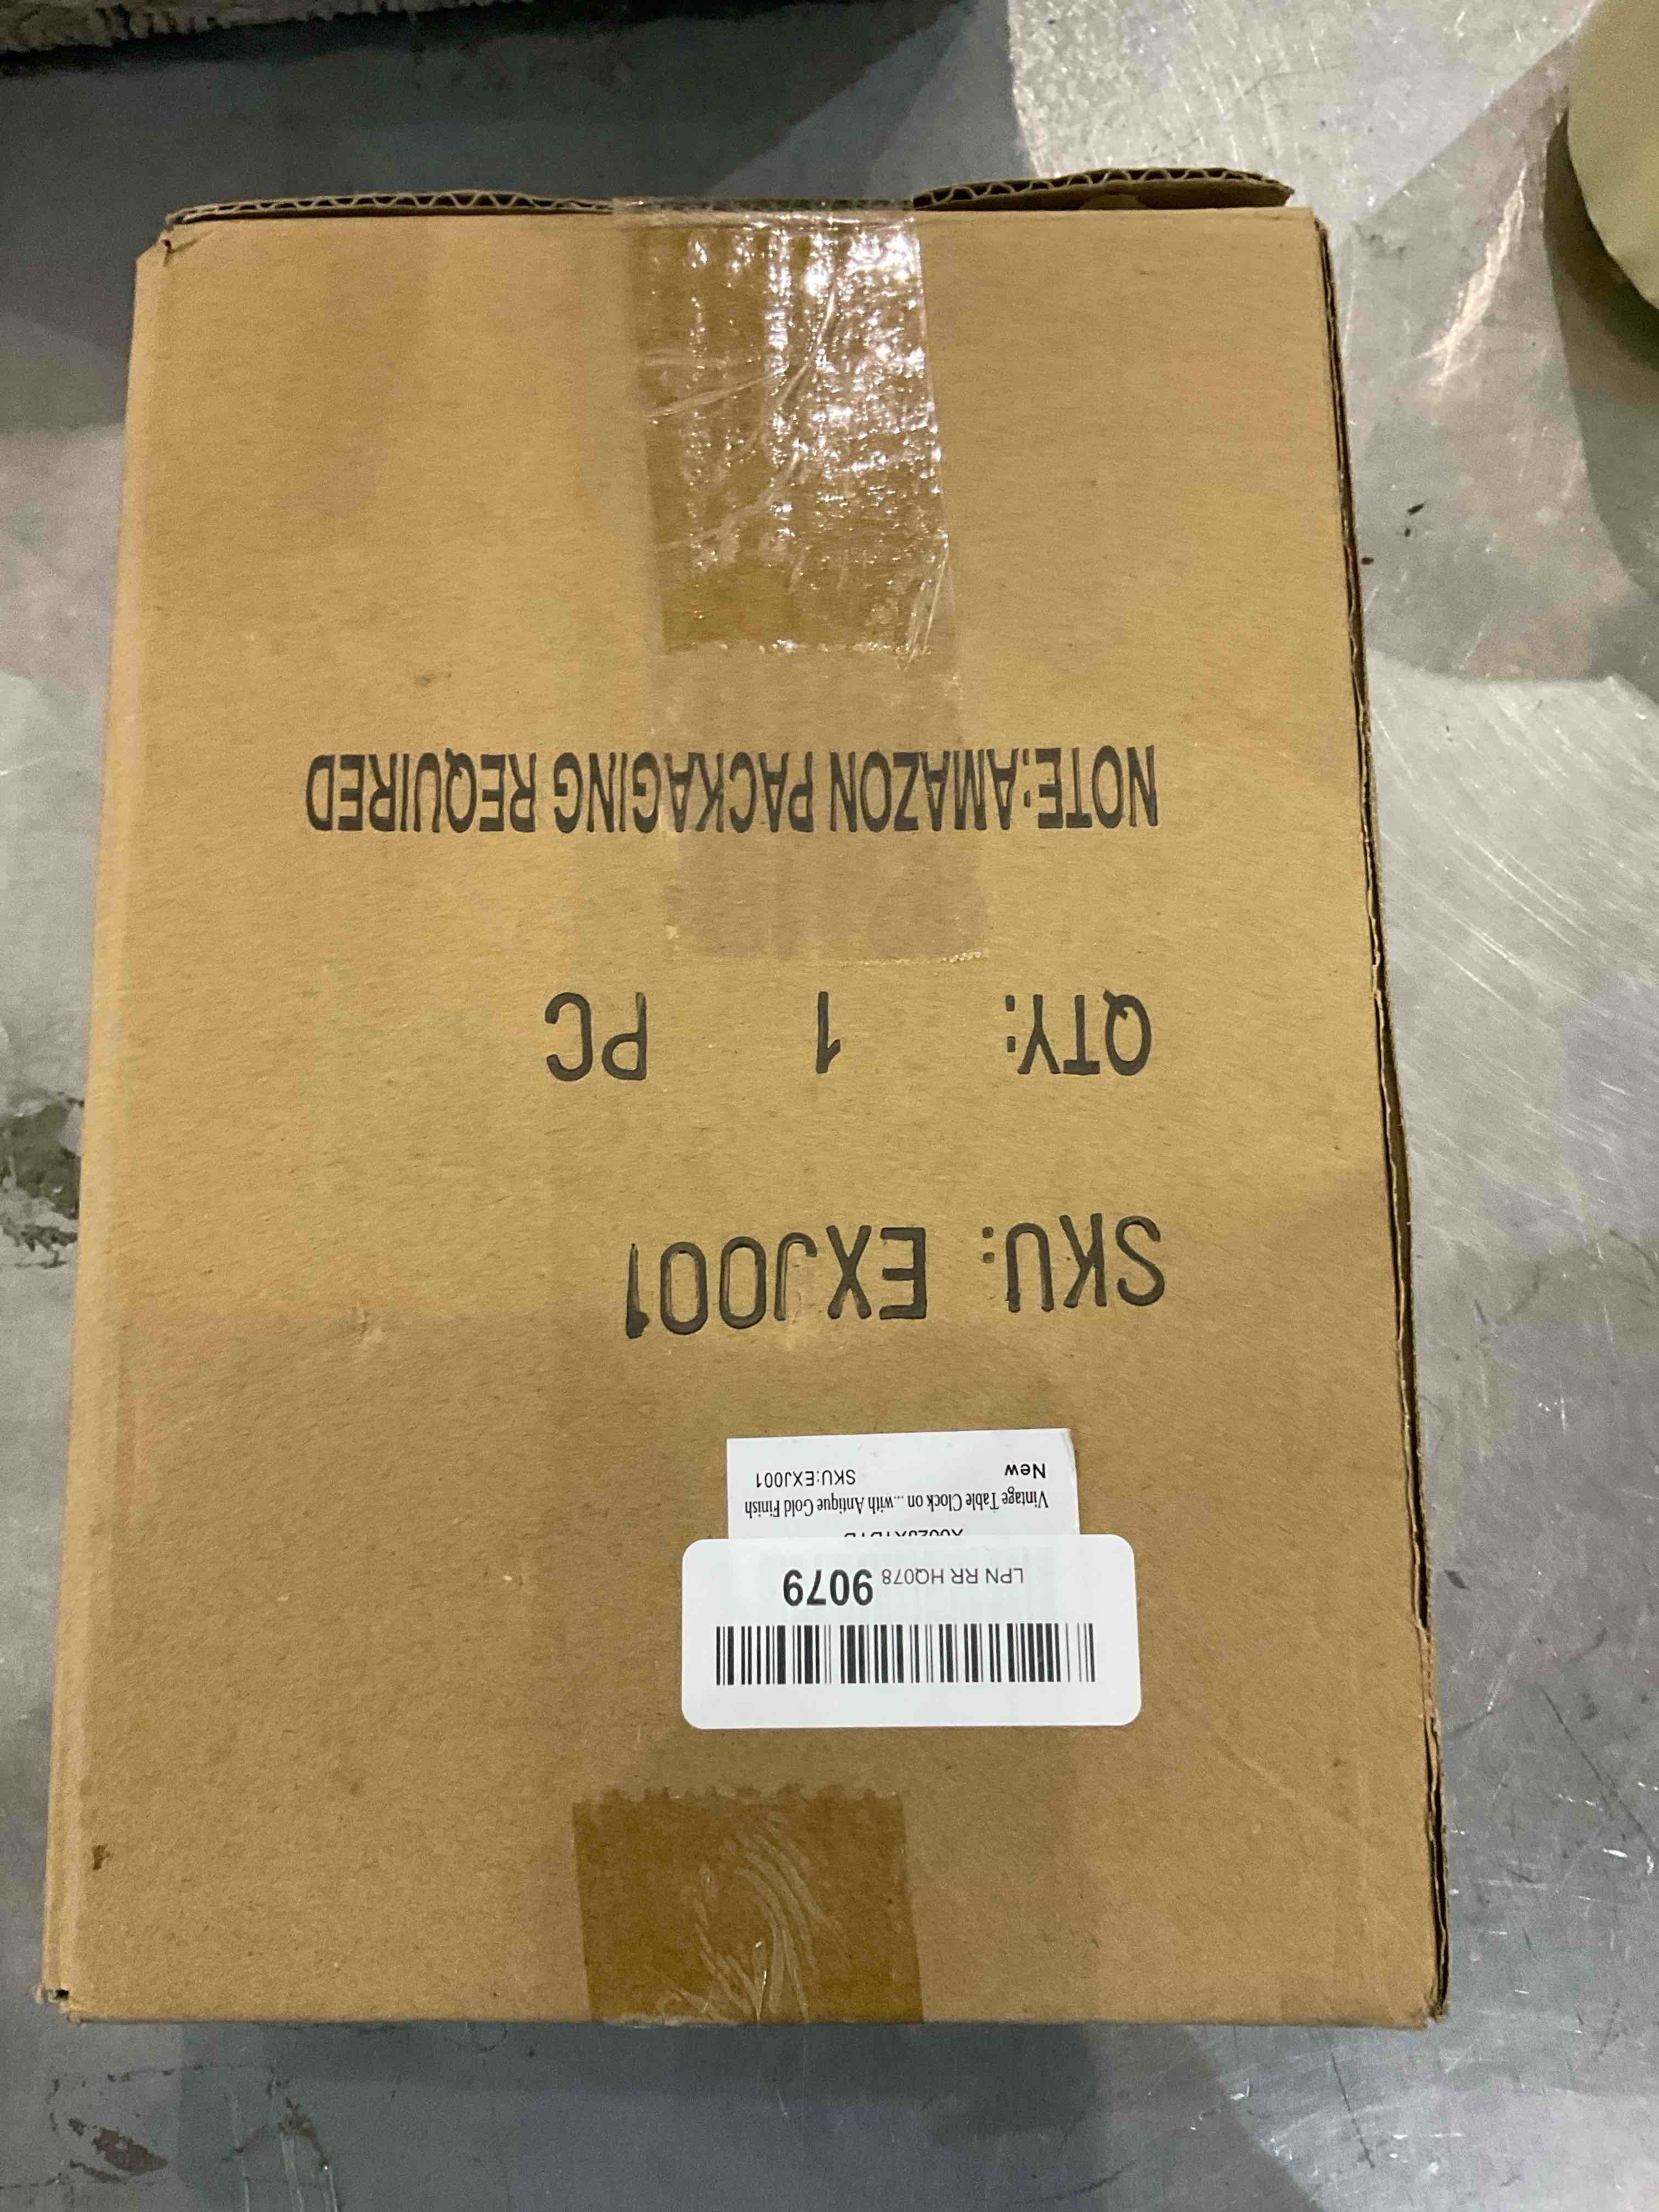 LPN RR HQ078 9079
Vintage Table Clock on ...with Antique Gold Finish
New SKU:EXJ001
SKU: EXJ001
QTY: 1 PC
NOTE:AMAZON PACKAGING REQUIRED